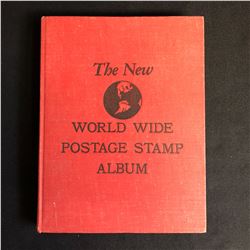 The New
WORLD WIDE
POSTAGE STAMP
ALBUM